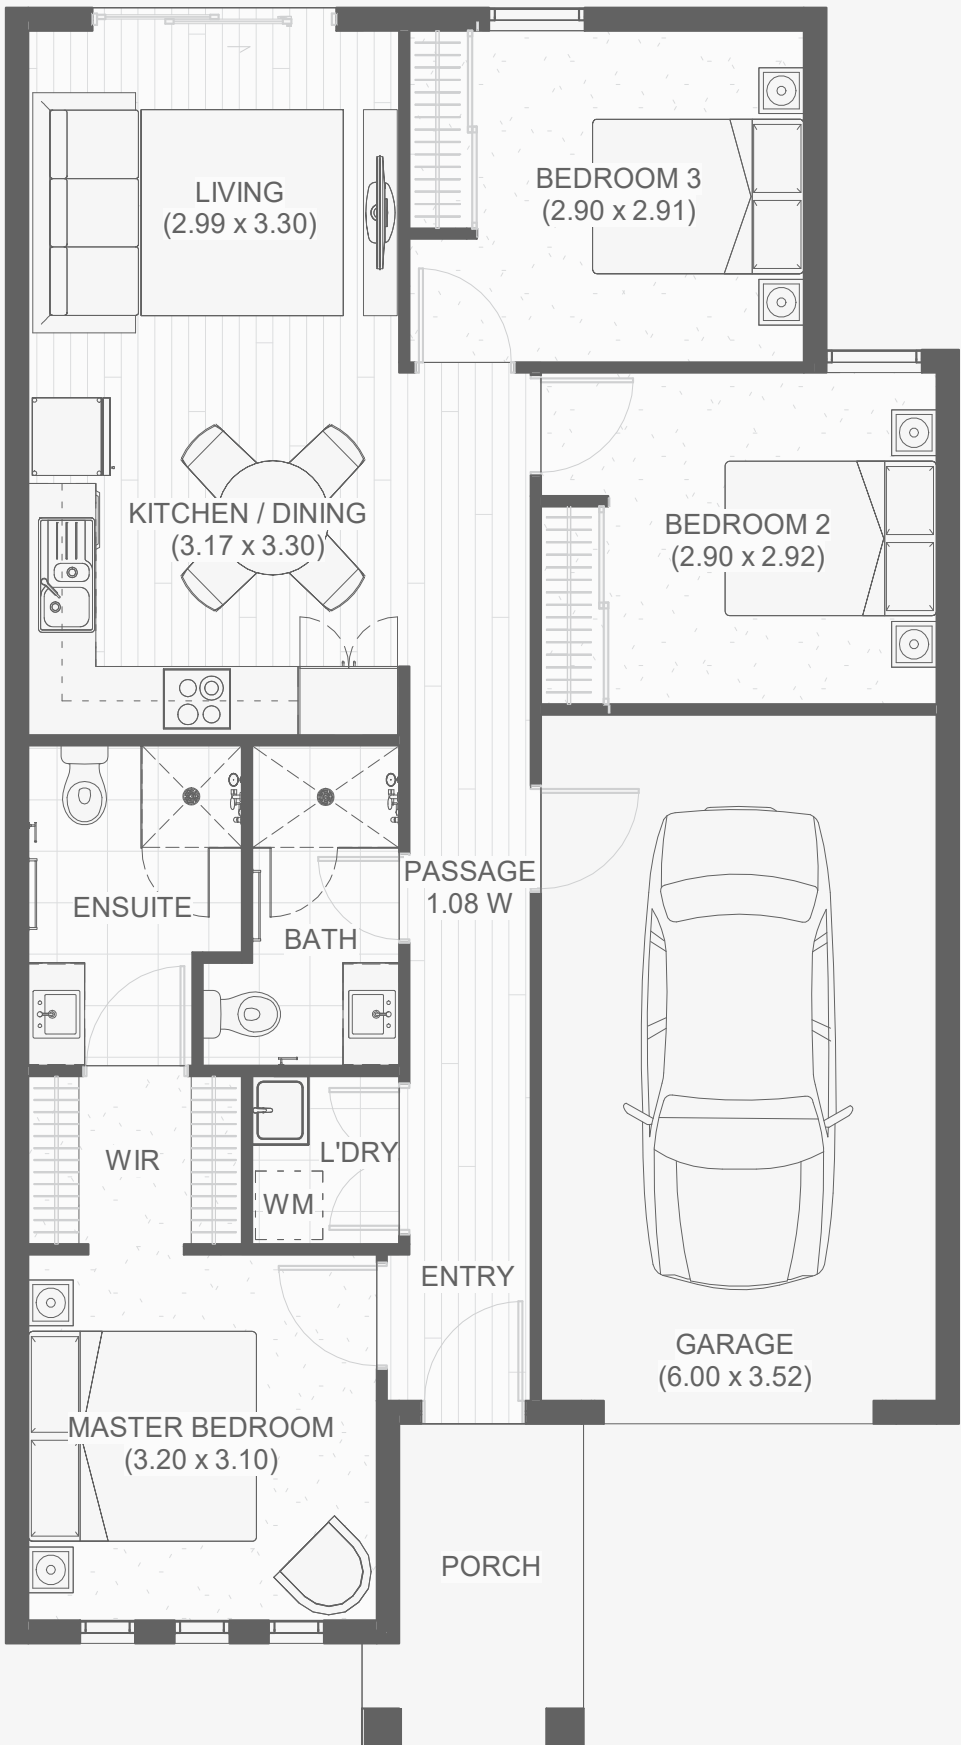 LIVING
(2.99 x 3.30)
BEDROOM 3
(2.90 x 2.91)
KITCHEN / DINING
(3.17 x 3.30)
BEDROOM 2
(2.90 x 2.92)
PASSAGE
1.08 W
ENSUITE
BATH
WIR
L'DRY
WM
ENTRY
GARAGE
(6.00 x 3.52)
MASTER BEDROOM
(3.20 x 3.10)
PORCH